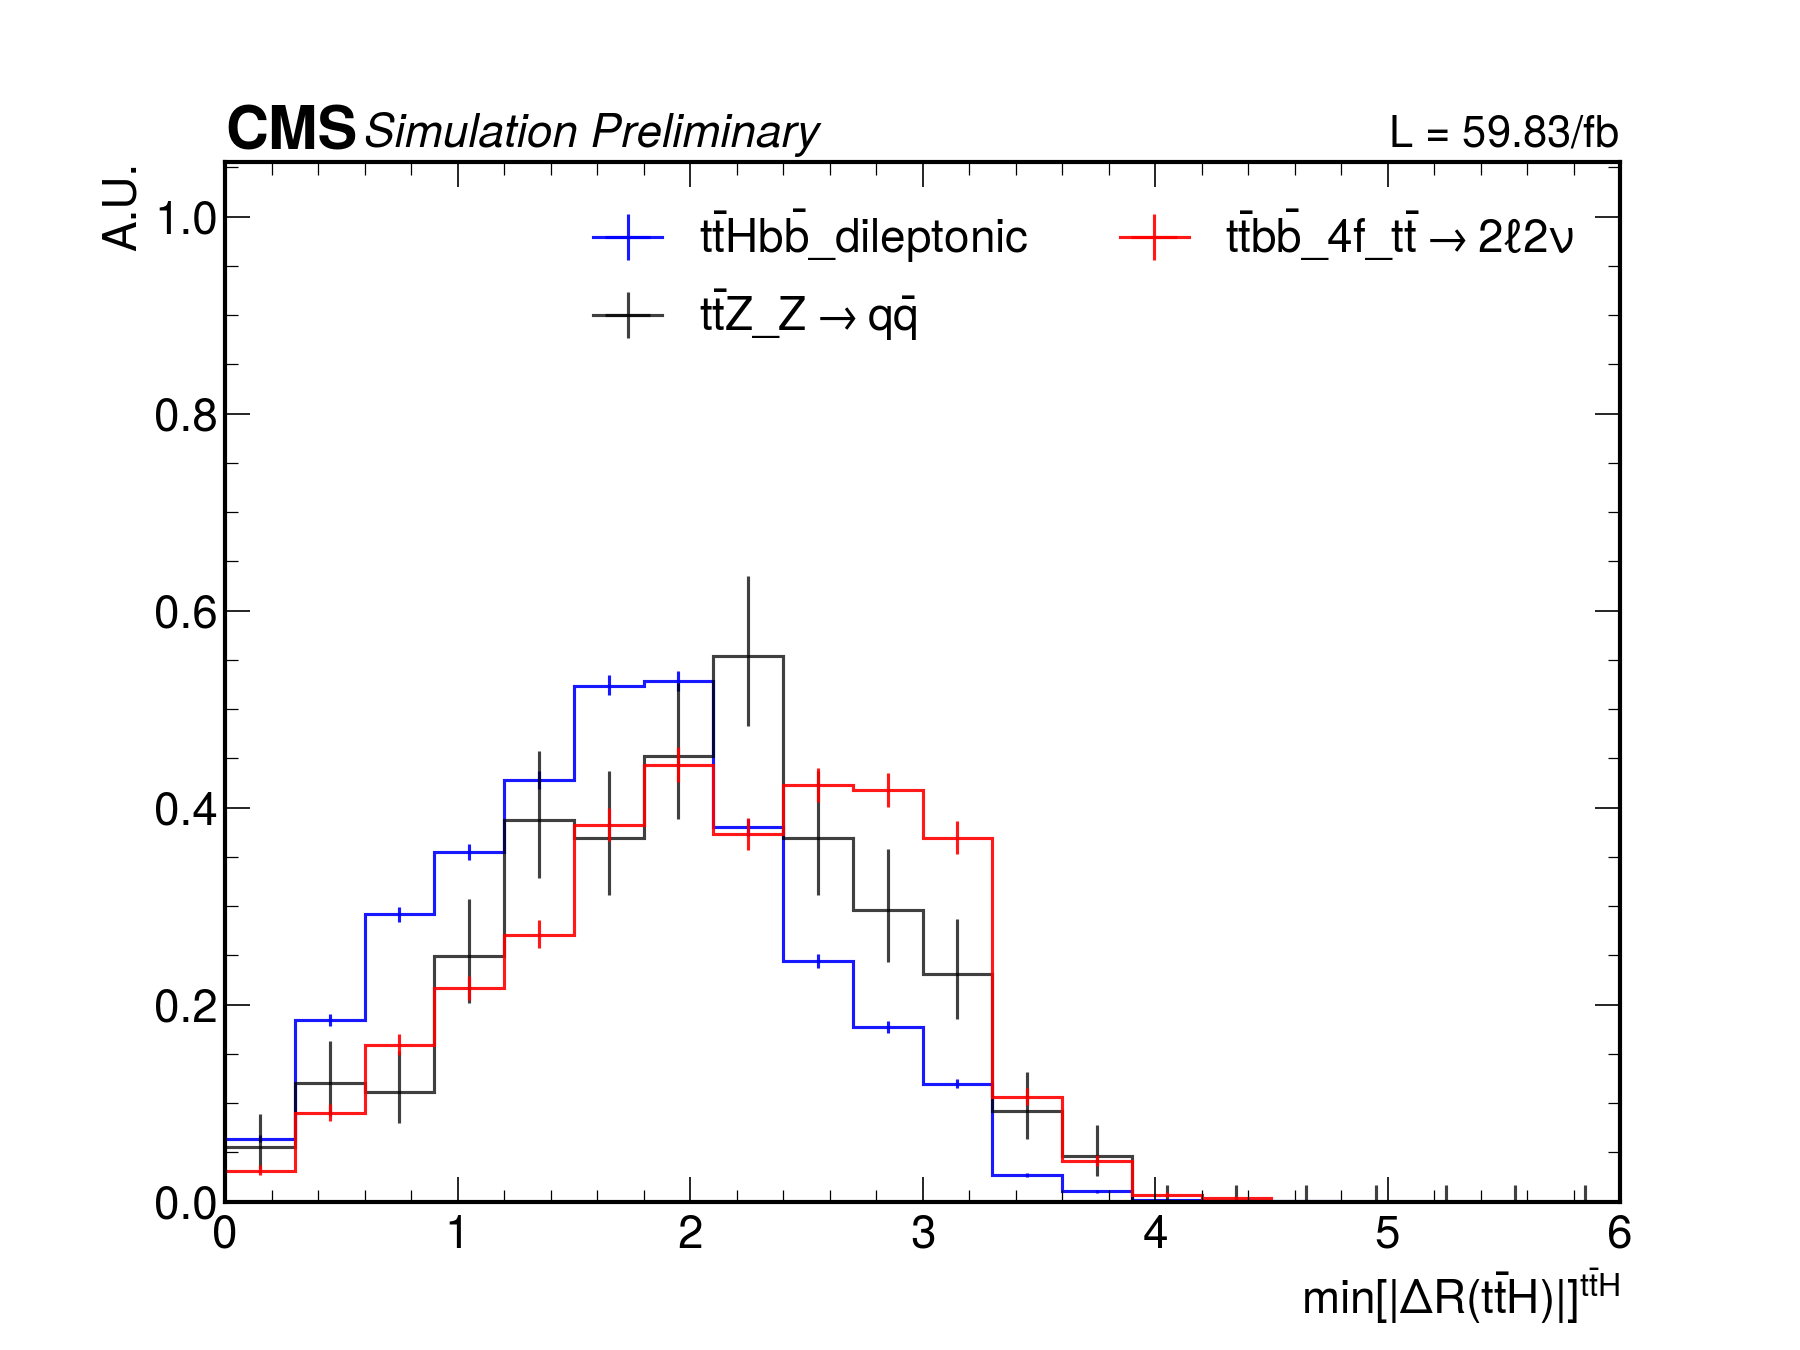 CMS Simulation Preliminary L = 59.83/fb
A.U.
tt̄Hbb̄_dileptonic tt̄bb̄_4f_tt̄ → 2ℓ2ν
tt̄Z_Z → qq̄
1.0
0.8
0.6
0.4
0.2
0.0
0 1 2 3 4 5 6
min[|ΔR(tt̄H)|]^tt̄H